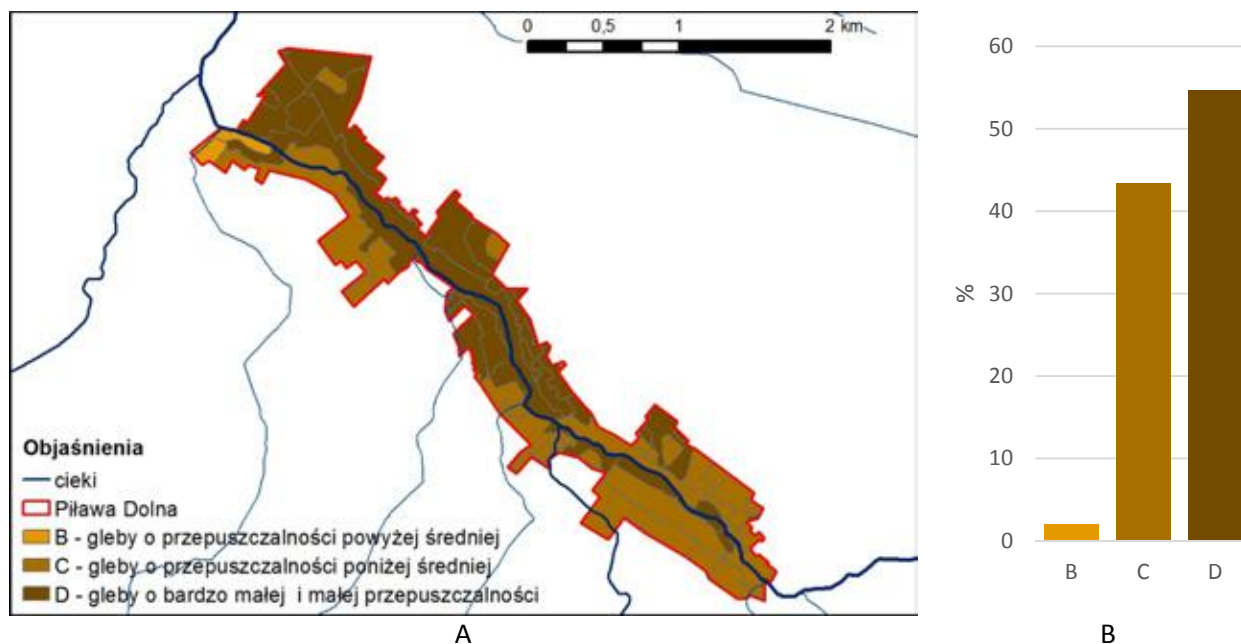 0 0,5 1 2 km
Objaśnienia
cieki
Piława Dolna
B - gleby o przepuszczalności powyżej średniej
C - gleby o przepuszczalności poniżej średniej
D - gleby o bardzo małej i małej przepuszczalności
A
60
50
40
30
20
10
0
%
B C D
B